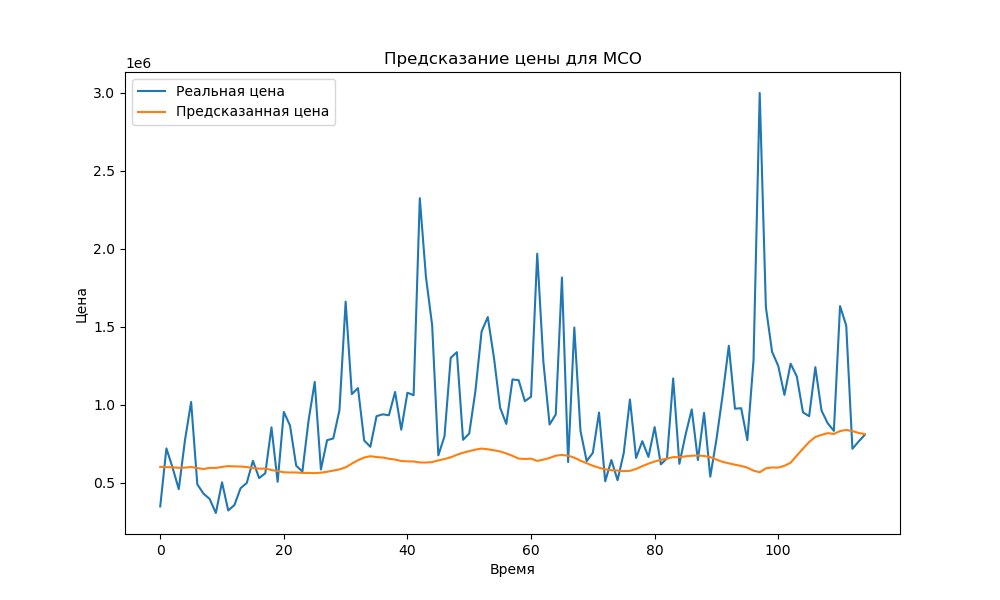 Предсказание цены для MCO
1e6
Реальная цена
Предсказанная цена
3.0
2.5
2.0
1.5
1.0
0.5
Цена
0 20 40 60 80 100
Время